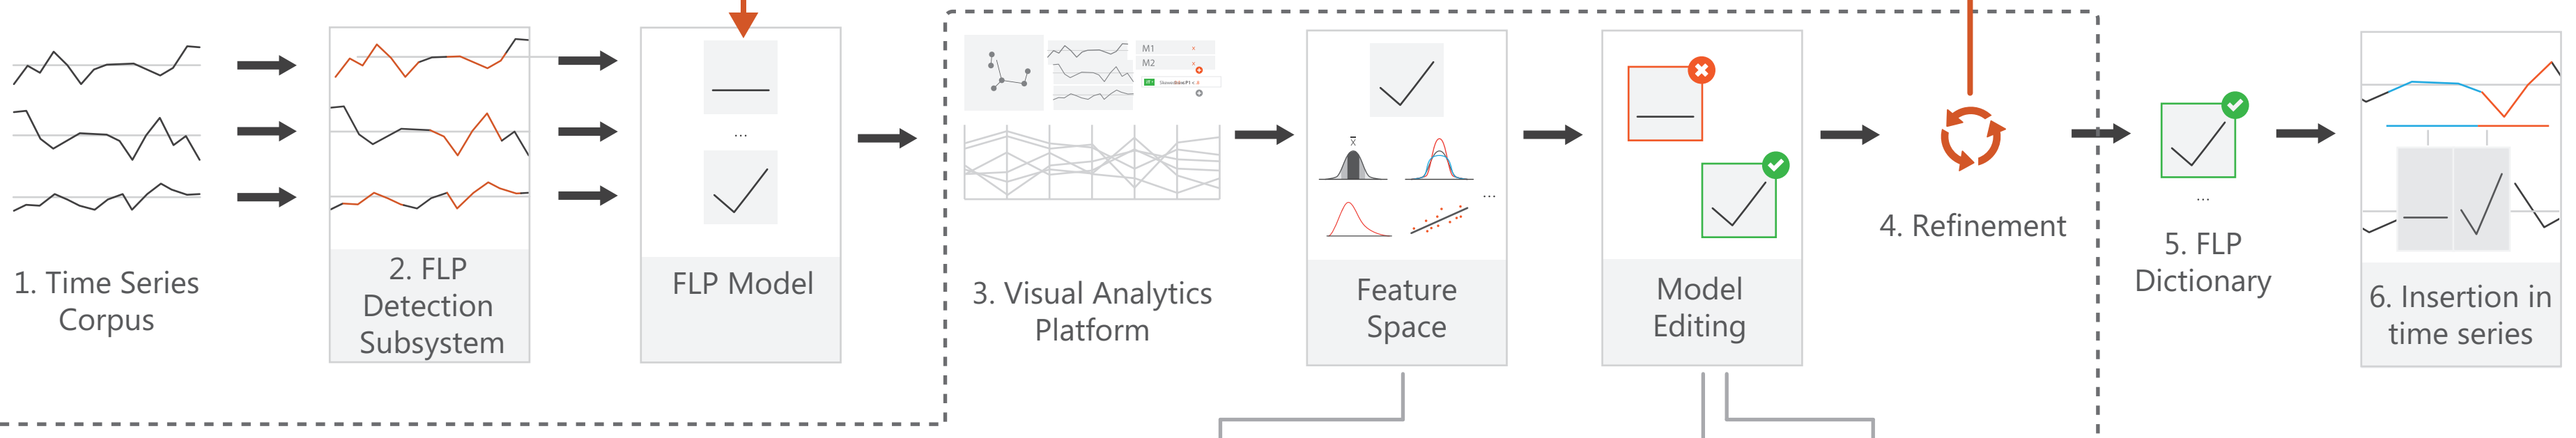 1. Time Series
Corpus
2. FLP
Detection
Subsystem
...
FLP Model
M1
x
M2
x
3. Visual Analytics
Platform
x̄
...
Feature
Space
Model
Editing
4. Refinement
...
5. FLP
Dictionary
6. Insertion in
time series